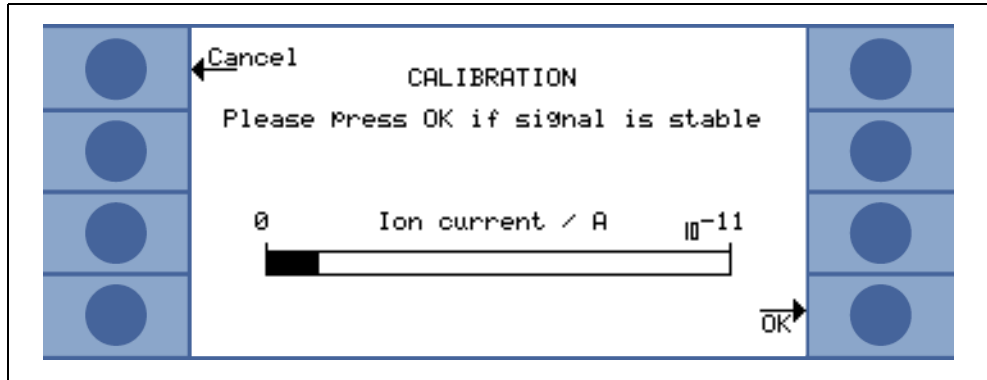 Cancel
CALIBRATION
Please press OK if signal is stable
0 Ion current / A 10-11
OK